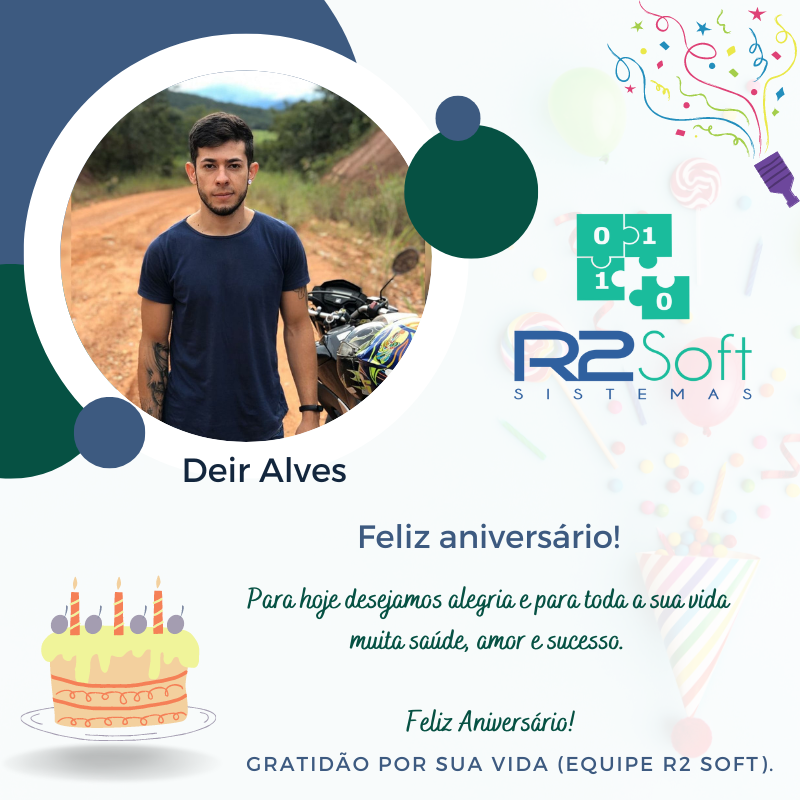 0 1
1
0
R2Soft
SISTEMAS
Deir Alves
Feliz aniversário!
Para hoje desejamos alegria e para toda a sua vida
muita saúde, amor e sucesso.
Feliz Aniversário!
GRATIDÃO POR SUA VIDA (EQUIPE R2 SOFT).